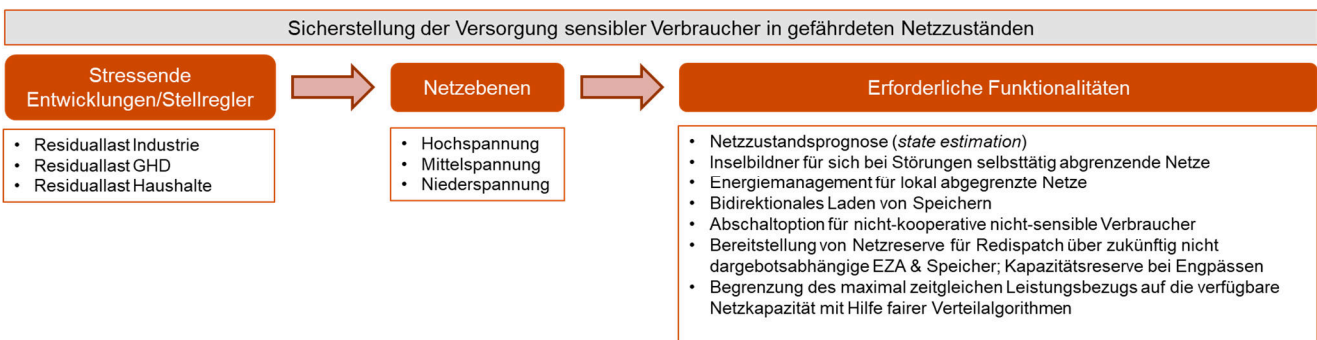 Sicherstellung der Versorgung sensibler Verbraucher in gefährdeten Netzzuständen
Stressende
Entwicklungen/Stellregler
• Residuallast Industrie
• Residuallast GHD
• Residuallast Haushalte
Netzebenen
• Hochspannung
• Mittelspannung
• Niederspannung
Erforderliche Funktionalitäten
• Netzzustandsprognose (state estimation)
• Inselbildner für sich bei Störungen selbsttätig abgrenzende Netze
• Energiemanagement für lokal abgegrenzte Netze
• Bidirektionales Laden von Speichern
• Abschaltoption für nicht-kooperative nicht-sensible Verbraucher
• Bereitstellung von Netzreserve für Redispatch über zukünftig nicht
dargebotsabhängige EZA & Speicher; Kapazitätsreserve bei Engpässen
• Begrenzung des maximal zeitgleichen Leistungsbezugs auf die verfügbare
Netzkapazität mit Hilfe fairer Verteilalgorithmen